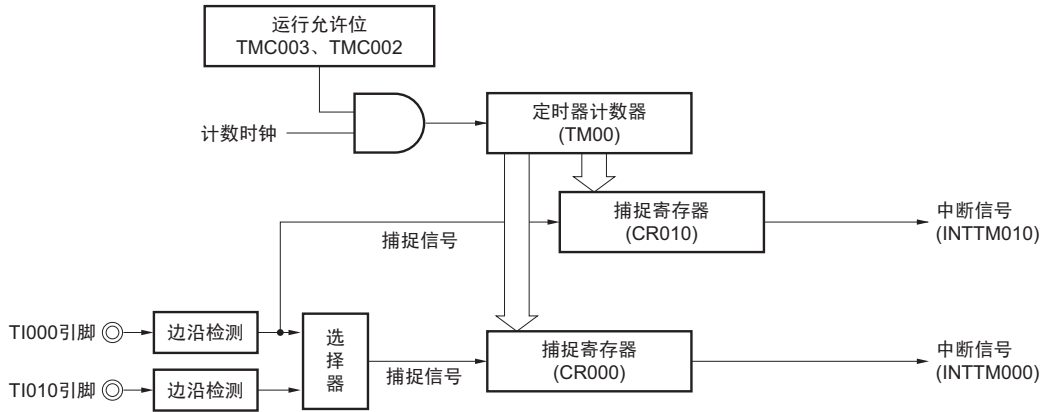 运行允许位
TMC003、TMC002
计数时钟
定时器计数器
(TM00)
捕捉寄存器
(CR010)
中断信号
(INTTM010)
捕捉信号
TI000引脚
边沿检测
选择器
捕捉寄存器
(CR000)
中断信号
(INTTM000)
捕捉信号
TI010引脚
边沿检测